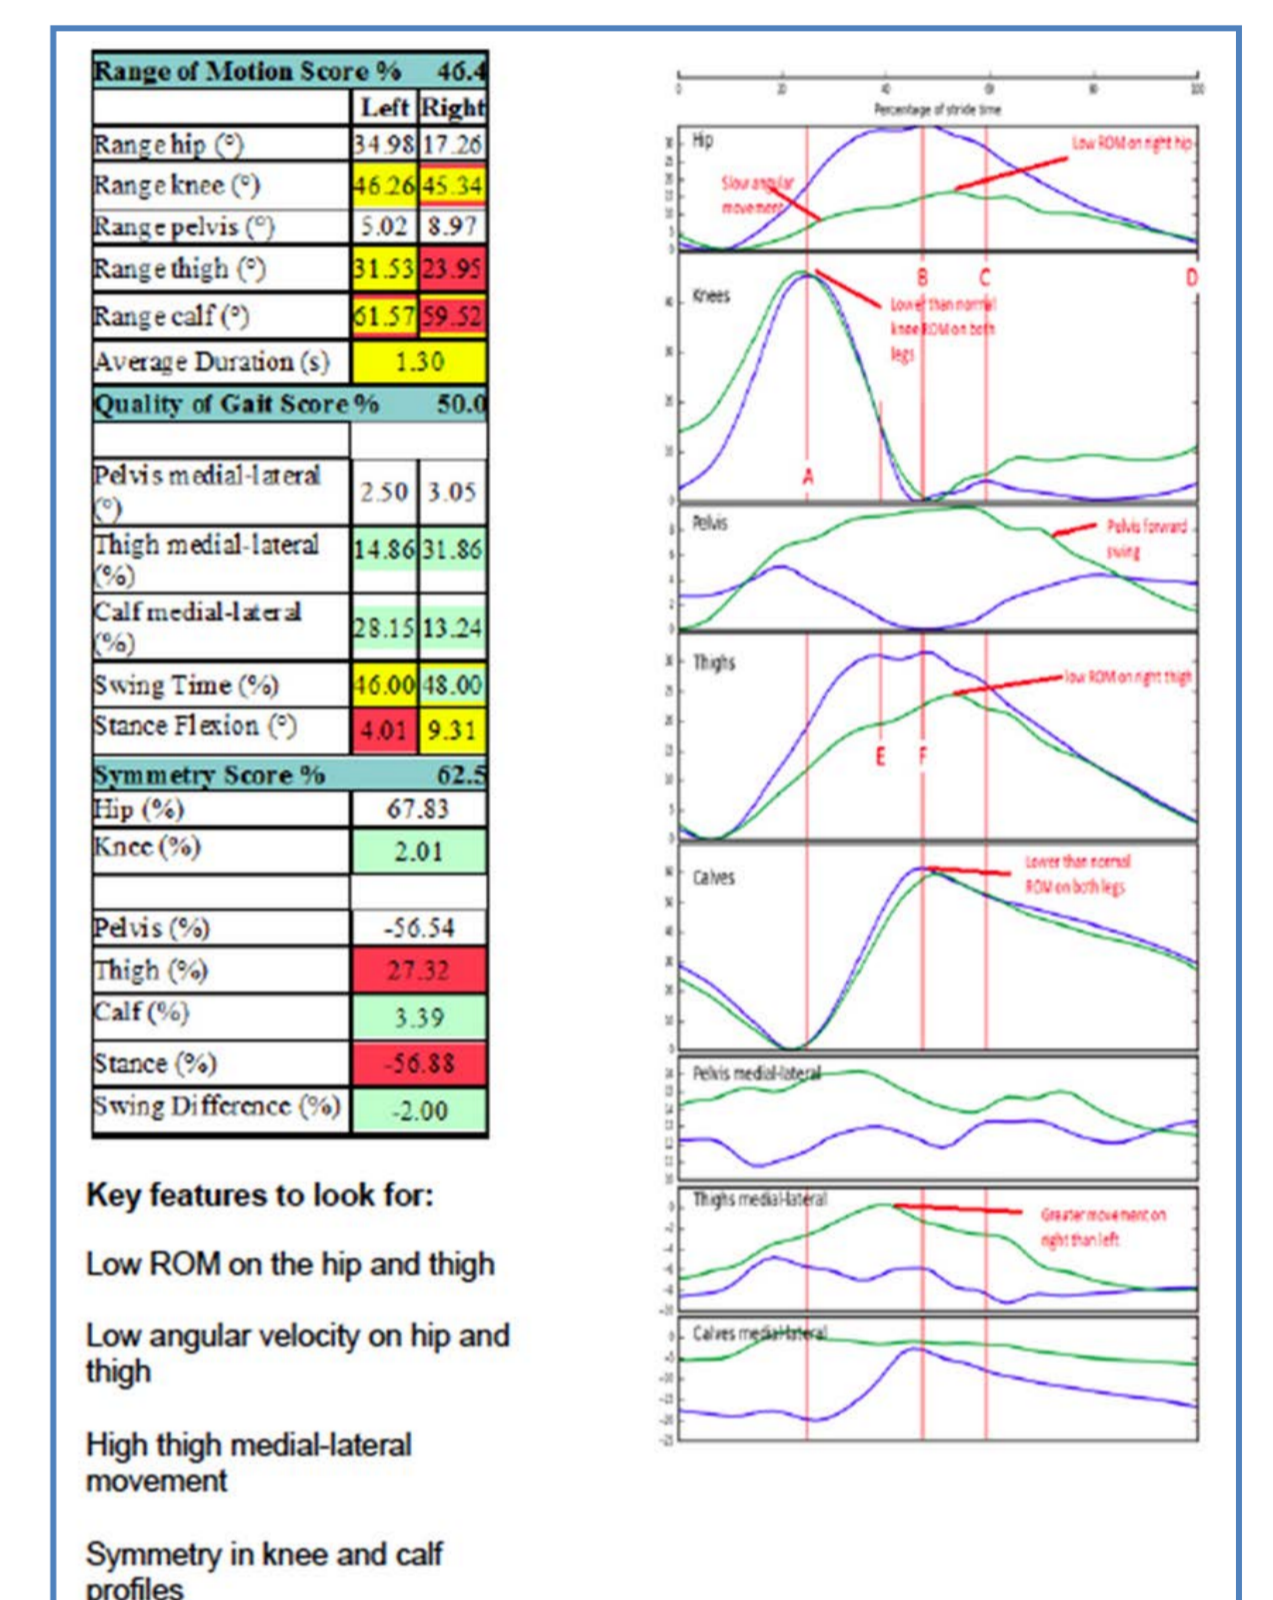 Range of Motion Score % 46.4
Left Right
Range hip (°) 34.98 17.26
Range knee (°) 46.26 45.34
Range pelvis (°) 5.02 8.97
Range thigh (°) 31.53 23.95
Range calf (°) 61.57 59.52
Average Duration (s) 1.30
Quality of Gait Score % 50.0
Pelvis medial-lateral
(°) 2.50 3.05
Thigh medial-lateral
(%) 14.86 31.86
Calf medial-lateral
(%) 28.15 13.24
Swing Time (%) 46.00 48.00
Stance Flexion (°) 4.01 9.31
Symmetry Score % 62.5
Hip (%) 67.83
Knee (%) 2.01
Pelvis (%) -56.54
Thigh (%) 27.32
Calf (%) 3.39
Stance (%) -56.88
Swing Difference (%) -2.00
Key features to look for:
Low ROM on the hip and thigh
Low angular velocity on hip and
thigh
High thigh medial-lateral
movement
Symmetry in knee and calf
profiles
0 20 40 60 80 100
Percentage of stride time
Hip
Low ROM on right hip
Slow angular
movement
Knees
A
B
C
D
Lower than normal
knee ROM on both
legs
Pelvis
Pelvis forward
swing
Thighs
low ROM on right thigh
E
F
Calves
Lower than normal
ROM on both legs
Pelvis medial-lateral
Thighs medial-lateral
Greater movement on
right than left
Calves medial-lateral